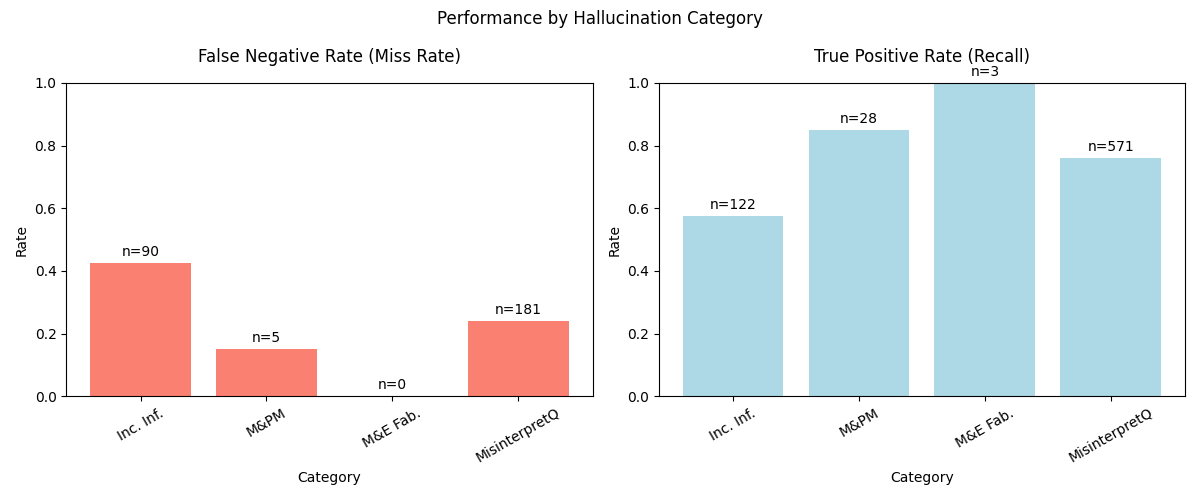 Performance by Hallucination Category
False Negative Rate (Miss Rate)
1.0
0.8
0.6
0.4
0.2
0.0
Rate
n=90
n=5
n=0
n=181
Inc. Inf.
M&PM
M&E Fab.
MisinterpretQ
Category
True Positive Rate (Recall)
1.0
0.8
0.6
0.4
0.2
0.0
Rate
n=122
n=28
n=3
n=571
Inc. Inf.
M&PM
M&E Fab.
MisinterpretQ
Category